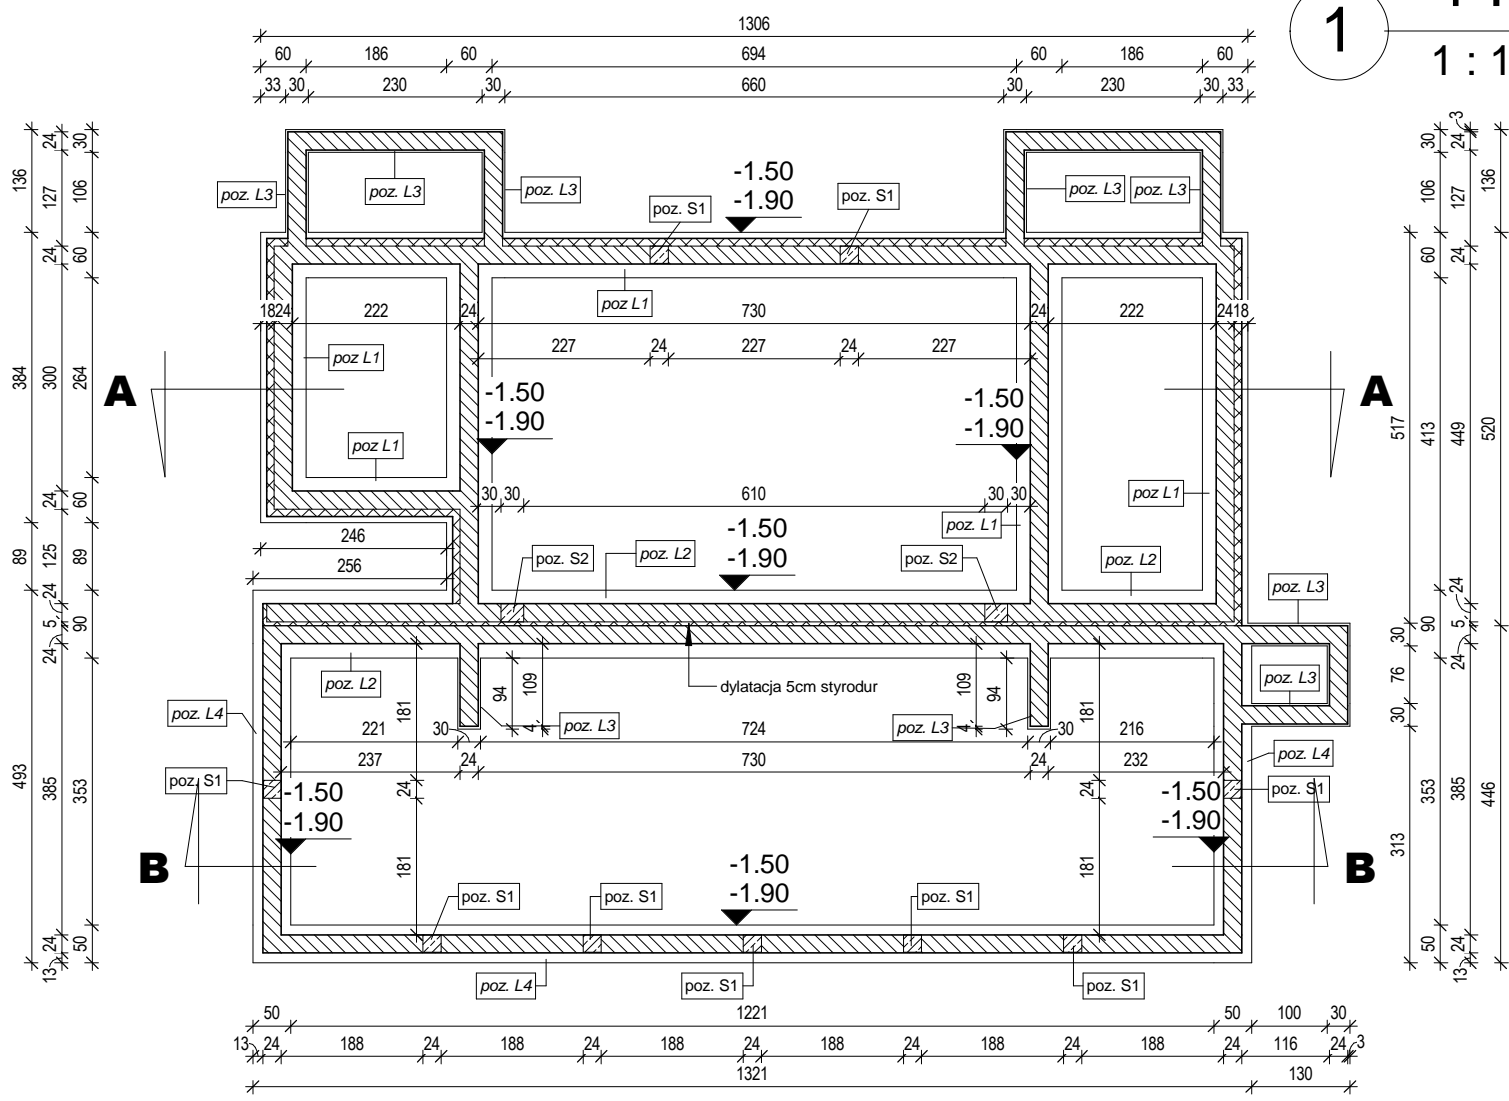 1306
60 186 60 694 60 186 60
33 30 230 30 660 30 230 30 33
1
1 : 1
136 384 89 493
24 127 24 300 24 125 24 5 24 385 24 13
30 106 60 264 60 89 90 353 50
3
30 106 60 413 90 353 50
24 127 24 449 24 5 24 385 24 13
136 520 446
517 30 76 30 313
poz. L3
poz. L3
poz. L3
poz. L3
poz. L3
-1.50
-1.90
poz. S1
poz. S1
poz L1
18 24 222 24 730 24 222 24 18
227 24 227 24 227
poz L1
A
A
-1.50
-1.90
-1.50
-1.90
poz L1
poz L1
30 30 610 30 30
poz. L1
246
256
-1.50
-1.90
poz. S2
poz. L2
poz. S2
poz. L2
poz. L3
poz. L2
181
94
109
4
dylatacja 5cm styrodur
109
94
4
181
poz. L3
poz. L4
poz. L3
poz. L3
221 30 724 30 216
237 24 730 24 232
poz. L4
poz. S1
24
24
poz. S1
-1.50
-1.90
-1.50
-1.90
B
B
181
181
-1.50
-1.90
poz. S1
poz. S1
poz. S1
poz. L4
poz. S1
poz. S1
50 1221 50 100 30
13 24 188 24 188 24 188 24 188 24 188 24 188 24 116 24 3
1321 130